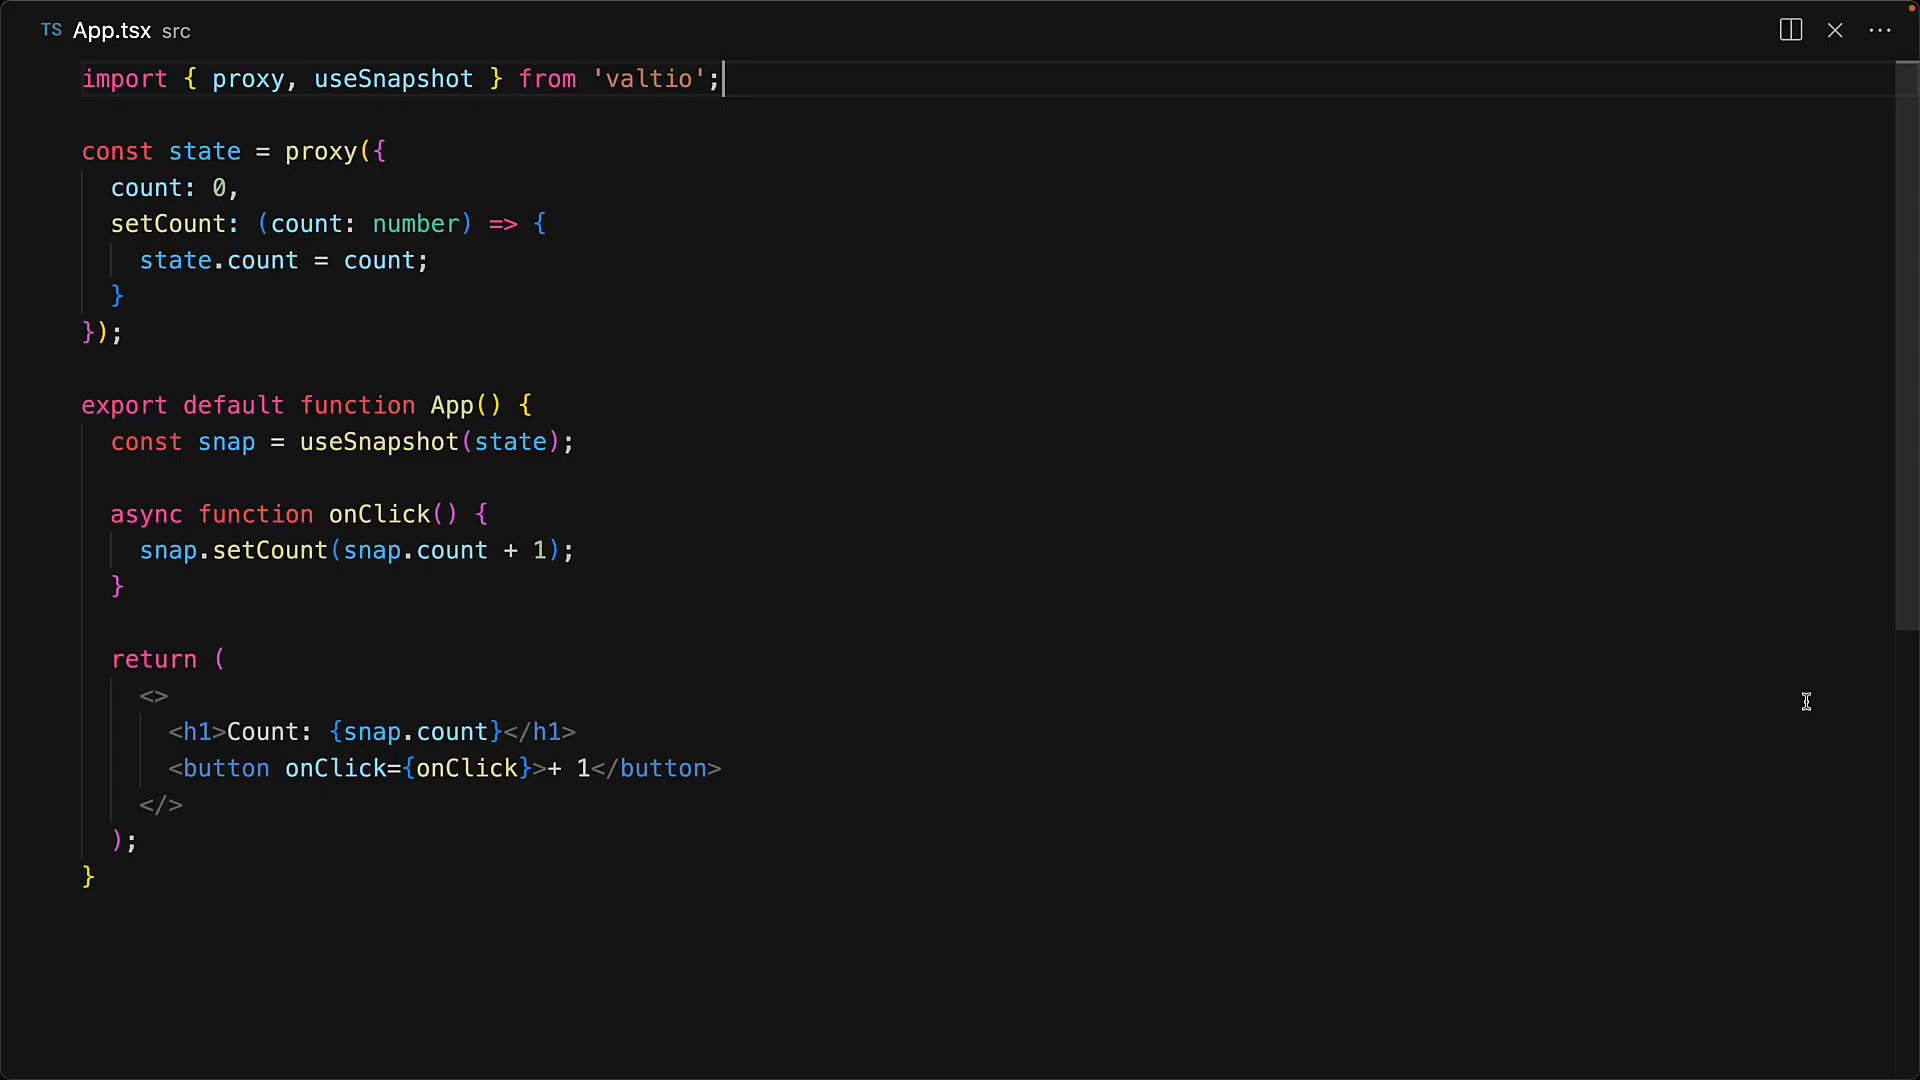 TS App.tsx src
import { proxy, useSnapshot } from 'valtio';
const state = proxy({
  count: 0,
  setCount: (count: number) => {
    state.count = count;
  }
});
export default function App() {
  const snap = useSnapshot(state);
  async function onClick() {
    snap.setCount(snap.count + 1);
  }
  return (
    <>
      <h1>Count: {snap.count}</h1>
      <button onClick={onClick}>+ 1</button>
    </>
  );
}